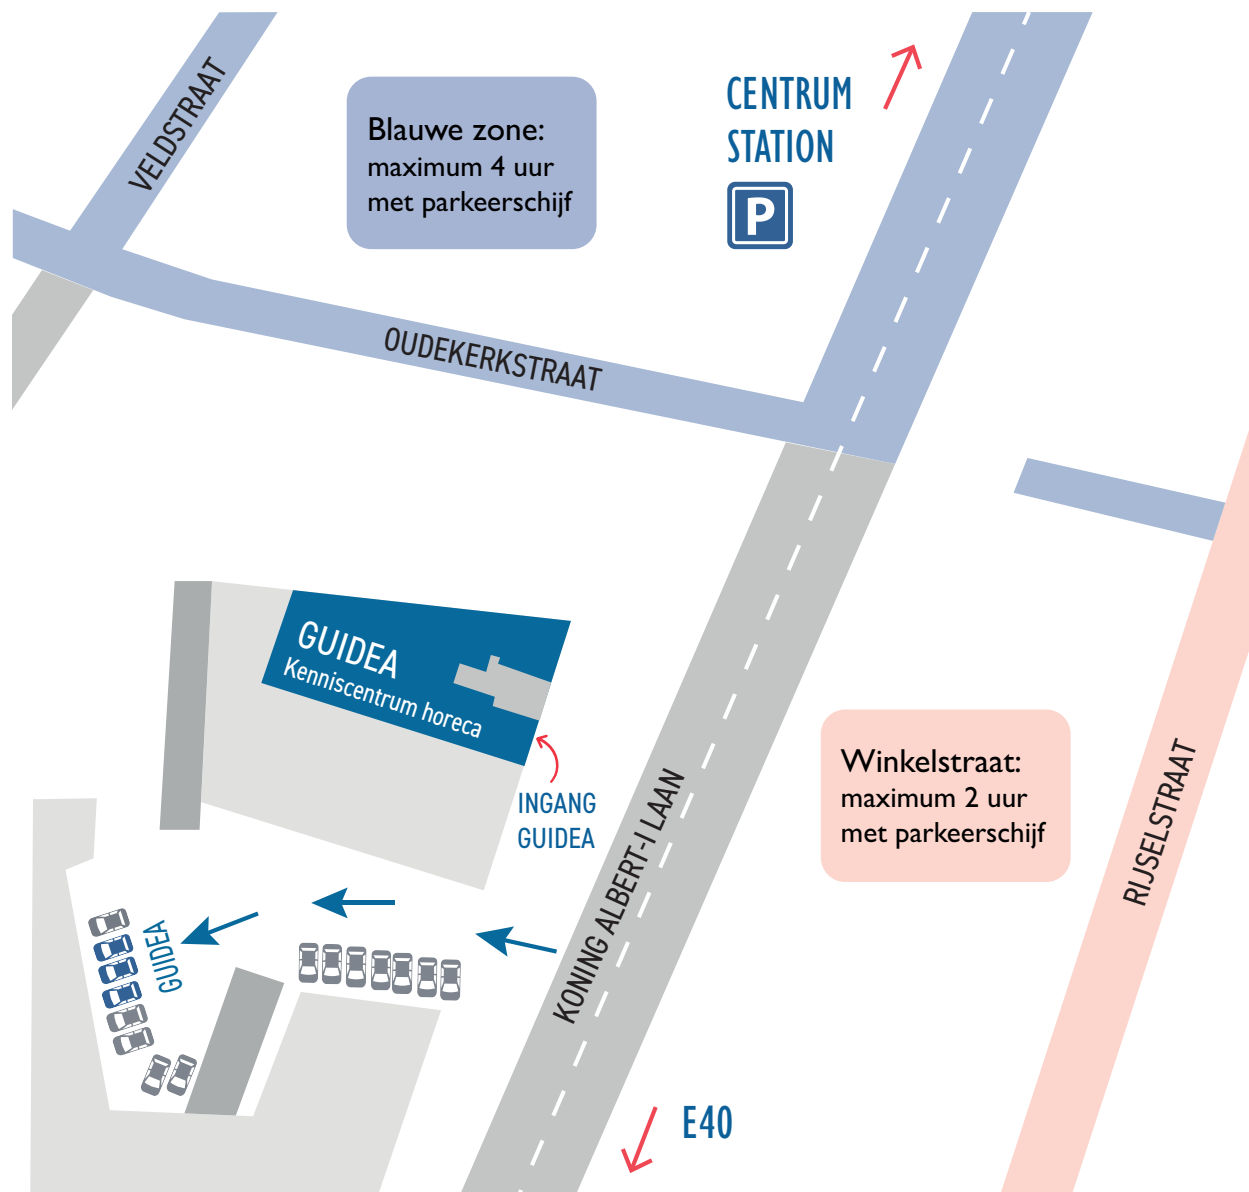 VELDSTRAAT
Blauwe zone:
maximum 4 uur
met parkeerschijf
CENTRUM
STATION
P
OUDEKERKSTRAAT
GUIDEA
Kenniscentrum horeca
INGANG
GUIDEA
KONING ALBERT-I LAAN
Winkelstraat:
maximum 2 uur
met parkeerschijf
RIJSELSTRAAT
GUIDEA
E40